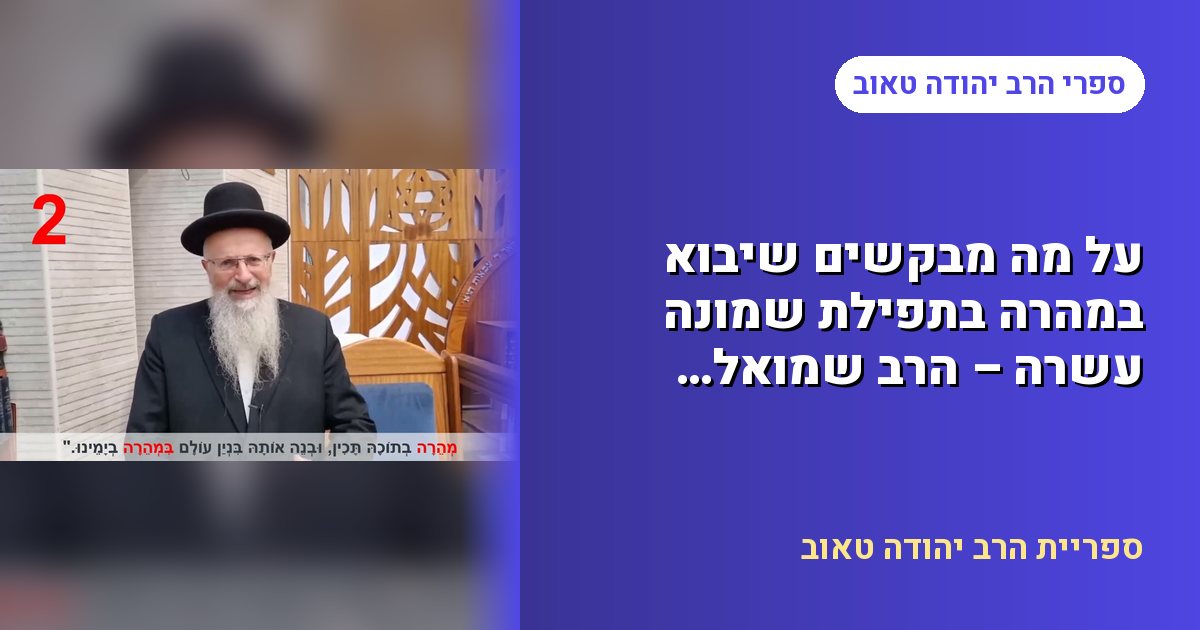 ספרי הרב יהודה טאוב
על מה מבקשים שיבוא
במהרה בתפילת שמונה
עשרה – הרב שמואל...
ספריית הרב יהודה טאוב
2
מְהֵרָה בְתוֹכָהּ תָּכִין, וּבְנֵה אוֹתָהּ בִּנְיַן עוֹלָם בִּמְהֵרָה בְיָמֵינוּ."